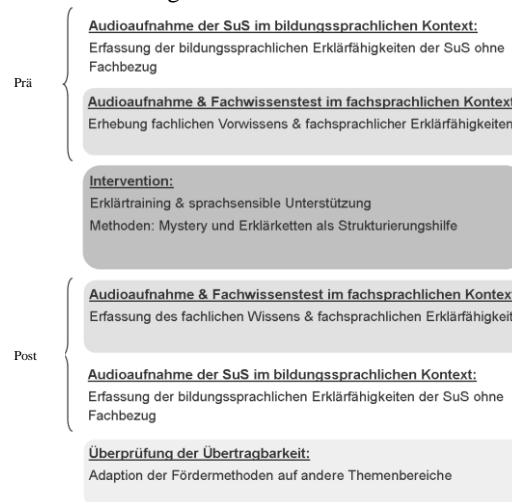 Audioaufnahme der SuS im bildungssprachlichen Kontext:
Erfassung der bildungssprachlichen Erklärfähigkeiten der SuS ohne
Fachbezug
Prä
Audioaufnahme & Fachwissenstest im fachsprachlichen Kontext
Erhebung fachlichen Vorwissens & fachsprachlicher Erklärfähigkeiten
Intervention:
Erklärtraining & sprachsensible Unterstützung
Methoden: Mystery und Erklärketten als Strukturierungshilfe
Audioaufnahme & Fachwissenstest im fachsprachlichen Kontext
Erfassung des fachlichen Wissens & fachsprachlichen Erklärfähigkeit
Post
Audioaufnahme der SuS im bildungssprachlichen Kontext:
Erfassung der bildungssprachlichen Erklärfähigkeiten der SuS ohne
Fachbezug
Überprüfung der Übertragbarkeit:
Adaption der Fördermethoden auf andere Themenbereiche